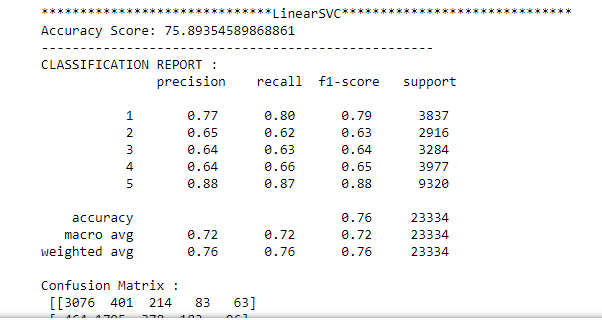 ******************************LinearSVC******************************
Accuracy Score: 75.89354589868861
----------------------------------------------------
CLASSIFICATION REPORT :
precision recall f1-score support
1 0.77 0.80 0.79 3837
2 0.65 0.62 0.63 2916
3 0.64 0.63 0.64 3284
4 0.64 0.66 0.65 3977
5 0.88 0.87 0.88 9320
accuracy 0.76 23334
macro avg 0.72 0.72 0.72 23334
weighted avg 0.76 0.76 0.76 23334
Confusion Matrix :
[[3076 401 214 83 63]